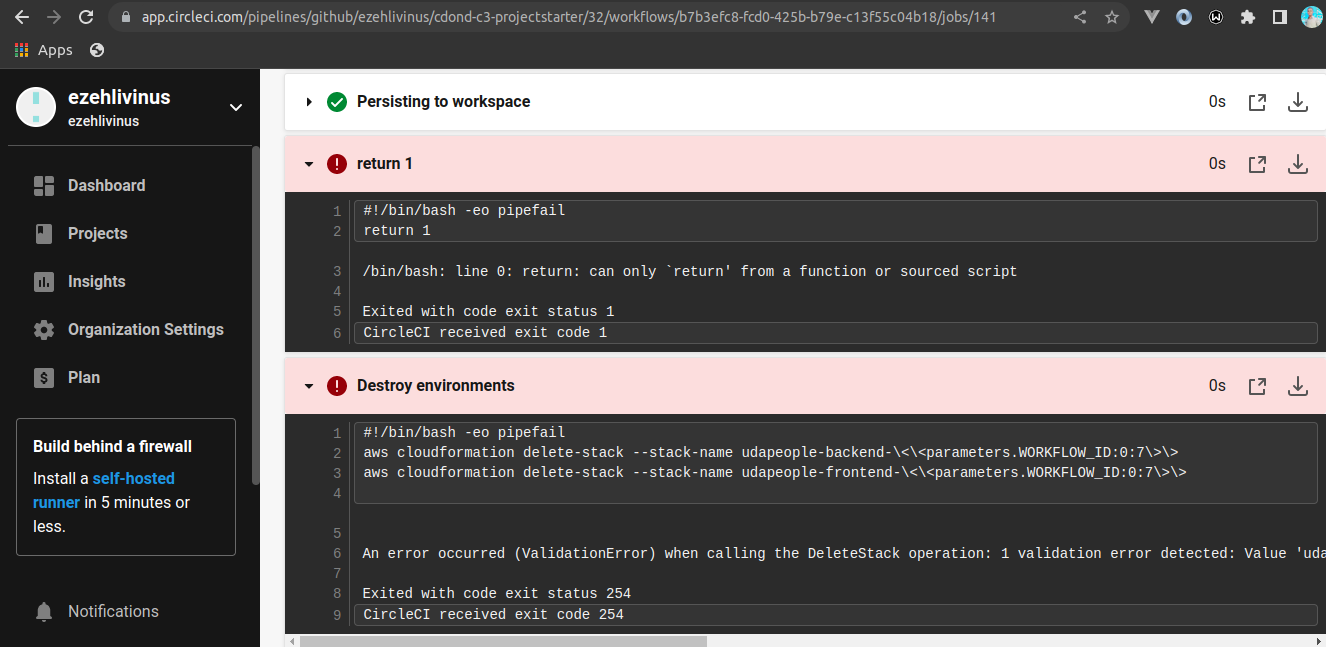 app.circleci.com/pipelines/github/ezehlivinus/cdond-c3-projectstarter/32/workflows/b7b3efc8-fcd0-425b-b79e-c13f55c04b18/jobs/141
Apps
ezehlivinus
ezehlivinus
Dashboard
Projects
Insights
Organization Settings
Plan
Build behind a firewall
Install a self-hosted
runner in 5 minutes or
less.
Notifications
Persisting to workspace 0s
return 1 0s
1 #!/bin/bash -eo pipefail
2 return 1
3 /bin/bash: line 0: return: can only `return' from a function or sourced script
4
5 Exited with code exit status 1
6 CircleCI received exit code 1
Destroy environments 0s
1 #!/bin/bash -eo pipefail
2 aws cloudformation delete-stack --stack-name udapeople-backend-\<\<parameters.WORKFLOW_ID:0:7\>\>
3 aws cloudformation delete-stack --stack-name udapeople-frontend-\<\<parameters.WORKFLOW_ID:0:7\>\>
4
5
6 An error occurred (ValidationError) when calling the DeleteStack operation: 1 validation error detected: Value 'uda
7
8 Exited with code exit status 254
9 CircleCI received exit code 254